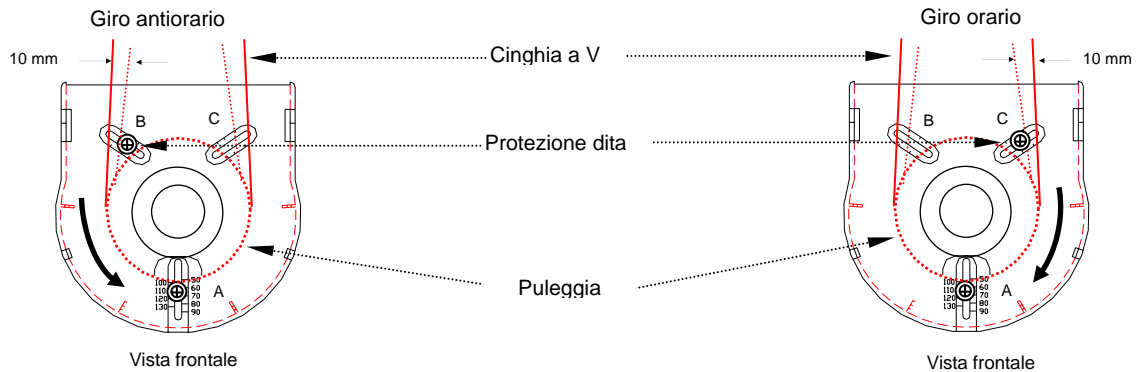 Giro antiorario
Giro orario
10 mm
Cinghia a V
10 mm
B
C
B
C
Protezione dita
A
100
110
120
130
50
60
70
80
90
A
100
110
120
130
50
60
70
80
90
Puleggia
Vista frontale
Vista frontale